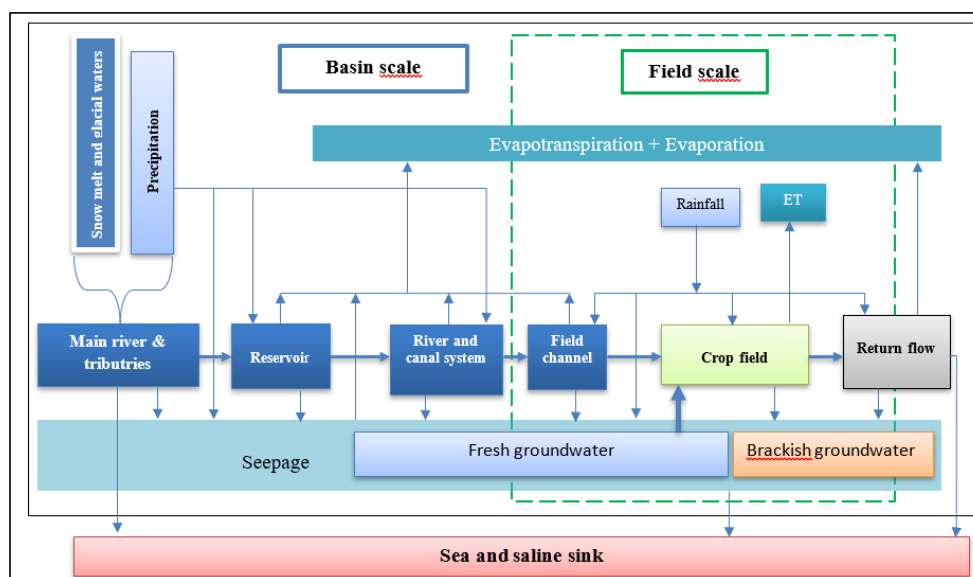 Snow melt and glacial waters
Precipitation
Basin scale
Field scale
Evapotranspiration + Evaporation
Rainfall
ET
Main river &
tributries
Reservoir
River and
canal system
Field
channel
Crop field
Return flow
Seepage
Fresh groundwater
Brackish groundwater
Sea and saline sink